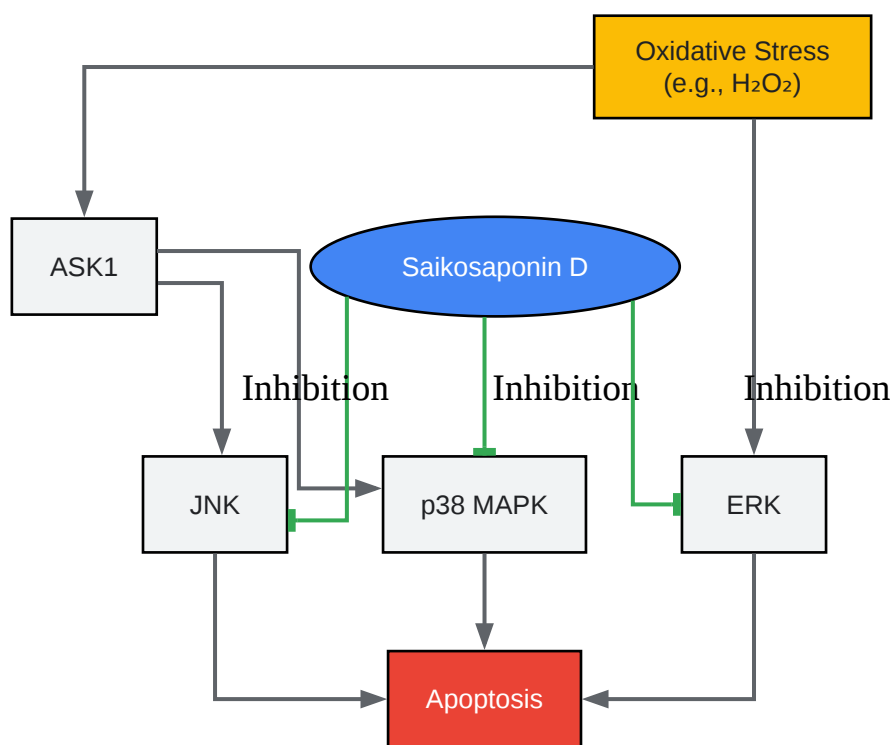 Oxidative Stress
(e.g., H₂O₂)
ASK1
Saikosaponin D
Inhibition
Inhibition
Inhibition
JNK
p38 MAPK
ERK
Apoptosis